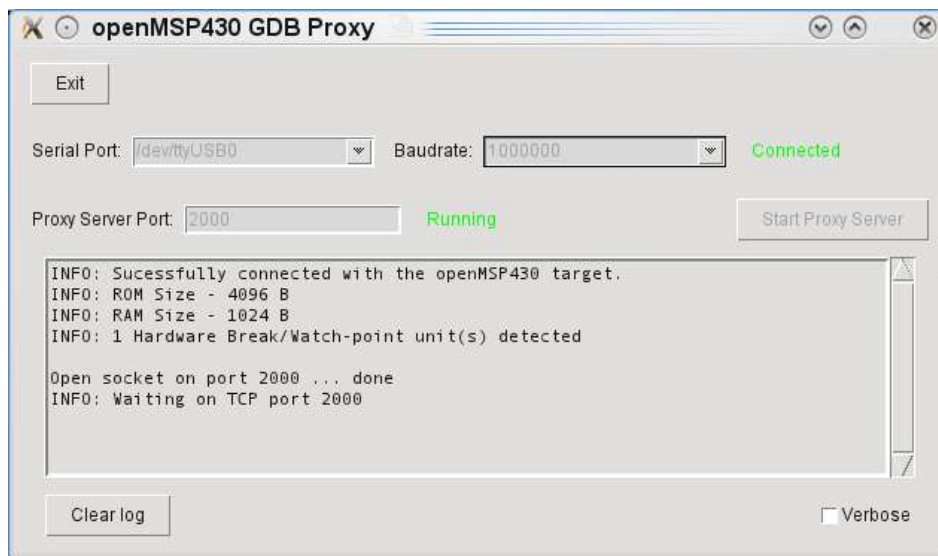 openMSP430 GDB Proxy
Exit
Serial Port: /dev/ttyUSB0 Baudrate: 1000000 Connected
Proxy Server Port: 2000 Running Start Proxy Server
INFO: Sucessfully connected with the openMSP430 target.
INFO: ROM Size - 4096 B
INFO: RAM Size - 1024 B
INFO: 1 Hardware Break/Watch-point unit(s) detected
Open socket on port 2000 ... done
INFO: Waiting on TCP port 2000
Clear log Verbose